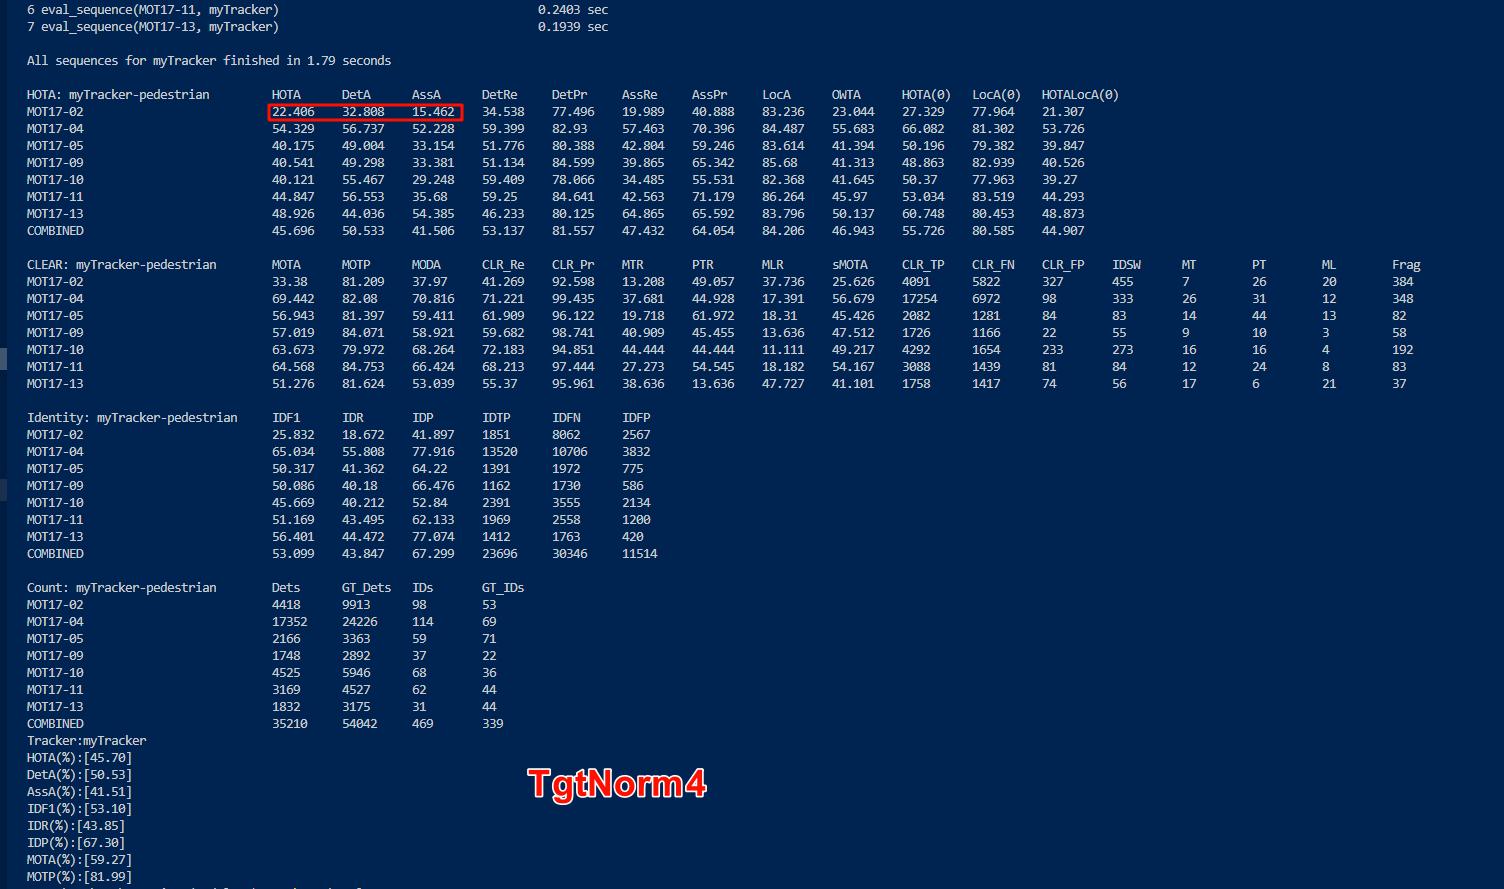 6 eval_sequence(MOT17-11, myTracker) 0.2403 sec
7 eval_sequence(MOT17-13, myTracker) 0.1939 sec
All sequences for myTracker finished in 1.79 seconds
HOTA: myTracker-pedestrian HOTA DetA AssA DetRe DetPr AssRe AssPr LocA OWTA HOTA(0) LocA(0) HOTALocA(0)
MOT17-02 22.406 32.808 15.462 34.538 77.496 19.989 40.888 83.236 23.044 27.329 77.964 21.307
MOT17-04 54.329 56.737 52.228 59.399 82.93 57.463 70.396 84.487 55.683 66.082 81.302 53.726
MOT17-05 40.175 49.004 33.154 51.776 80.388 42.804 59.246 83.614 41.394 50.196 79.382 39.847
MOT17-09 40.541 49.298 33.381 51.134 84.599 39.865 65.342 85.68 41.313 48.863 82.939 40.526
MOT17-10 40.121 55.467 29.248 59.409 78.066 34.485 55.531 82.368 41.645 50.37 77.963 39.27
MOT17-11 44.847 56.553 35.68 59.25 84.641 42.563 71.179 86.264 45.97 53.034 83.519 44.293
MOT17-13 48.926 44.036 54.385 46.233 80.125 64.865 65.592 83.796 50.137 60.748 80.453 48.873
COMBINED 45.696 50.533 41.506 53.137 81.557 47.432 64.054 84.206 46.943 55.726 80.585 44.907
CLEAR: myTracker-pedestrian MOTA MOTP MODA CLR_Re CLR_Pr MTR PTR MLR sMOTA CLR_TP CLR_FN CLR_FP IDSW MT PT ML Frag
MOT17-02 33.38 81.209 37.97 41.269 92.598 13.208 49.057 37.736 25.626 4091 5822 327 455 7 26 20 384
MOT17-04 69.442 82.08 70.816 71.221 99.435 37.681 44.928 17.391 56.679 17254 6972 98 333 26 31 12 348
MOT17-05 56.943 81.397 59.411 61.909 96.122 19.718 61.972 18.31 45.426 2082 1281 84 83 14 44 13 82
MOT17-09 57.019 84.071 58.921 59.682 98.741 40.909 45.455 13.636 47.512 1726 1166 22 55 9 10 3 58
MOT17-10 63.673 79.972 68.264 72.183 94.851 44.444 44.444 11.111 49.217 4292 1654 233 273 16 16 4 192
MOT17-11 64.568 84.753 66.424 68.213 97.444 27.273 54.545 18.182 54.167 3088 1439 81 84 12 24 8 83
MOT17-13 51.276 81.624 53.039 55.37 95.961 38.636 13.636 47.727 41.101 1758 1417 74 56 17 6 21 37
Identity: myTracker-pedestrian IDF1 IDR IDP IDTP IDFN IDFP
MOT17-02 25.832 18.672 41.897 1851 8062 2567
MOT17-04 65.034 55.808 77.916 13520 10706 3832
MOT17-05 50.317 41.362 64.22 1391 1972 775
MOT17-09 50.086 40.18 66.476 1162 1730 586
MOT17-10 45.669 40.212 52.84 2391 3555 2134
MOT17-11 51.169 43.495 62.133 1969 2558 1200
MOT17-13 56.401 44.472 77.074 1412 1763 420
COMBINED 53.099 43.847 67.299 23696 30346 11514
Count: myTracker-pedestrian Dets GT_Dets IDs GT_IDs
MOT17-02 4418 9913 98 53
MOT17-04 17352 24226 114 69
MOT17-05 2166 3363 59 71
MOT17-09 1748 2892 37 22
MOT17-10 4525 5946 68 36
MOT17-11 3169 4527 62 44
MOT17-13 1832 3175 31 44
COMBINED 35210 54042 469 339
Tracker:myTracker
HOTA(%):[45.70]
DetA(%):[50.53]
TgtNorm4
AssA(%):[41.51]
IDF1(%):[53.10]
IDR(%):[43.85]
IDP(%):[67.30]
MOTA(%):[59.27]
MOTP(%):[81.99]